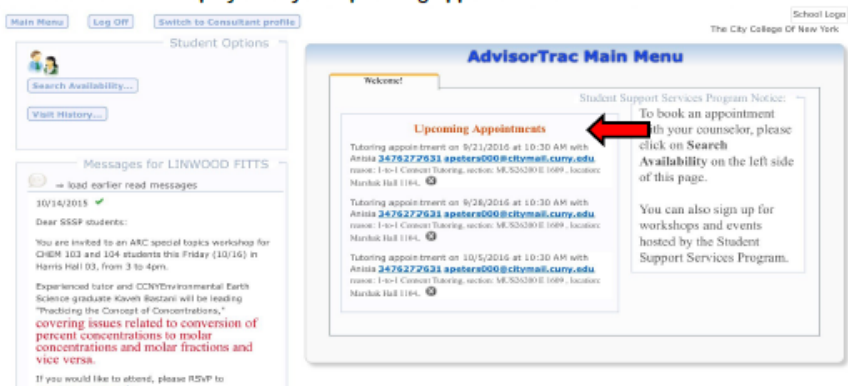 Main Menu
Log Off
Switch to Consultant profile
School Logo
The City College Of New York
Student Options
Search Availability...
Visit History...
Messages for LINWOOD FITTS
⇒ load earlier read messages
10/14/2015 ✔
Dear SSSP students:
You are invited to an ARC special topics workshop for
CHEM 103 and 104 students this Friday (10/16) in
Harris Hall 03, from 3 to 4pm.
Experienced tutor and CCNYEnvironmental Earth
Science graduate Kaveh Bastani will be leading
"Practicing the Concept of Concentrations,"
covering issues related to conversion of
percent concentrations to molar
concentrations and molar fractions and
vice versa.
If you would like to attend, please RSVP to
AdvisorTrac Main Menu
Welcome!
Upcoming Appointments
Tutoring appointment on 9/21/2016 at 10:30 AM with
Anisia 3476272631 apeters000@citymail.cuny.edu
reason: 1-to-1 Content Tutoring, section: MUS26200 E 1609 , location:
Marshak Hall 1104.
Tutoring appointment on 9/28/2016 at 10:30 AM with
Anisia 3476272631 apeters000@citymail.cuny.edu
reason: 1-to-1 Content Tutoring, section: MUS26200 E 1609 , location:
Marshak Hall 1104.
Tutoring appointment on 10/5/2016 at 10:30 AM with
Anisia 3476272631 apeters000@citymail.cuny.edu
reason: 1-to-1 Content Tutoring, section: MUS26200 E 1609 , location:
Marshak Hall 1104.
Student Support Services Program Notice:
To book an appointment
with your counselor, please
click on Search
Availability on the left side
of this page.
You can also sign up for
workshops and events
hosted by the Student
Support Services Program.